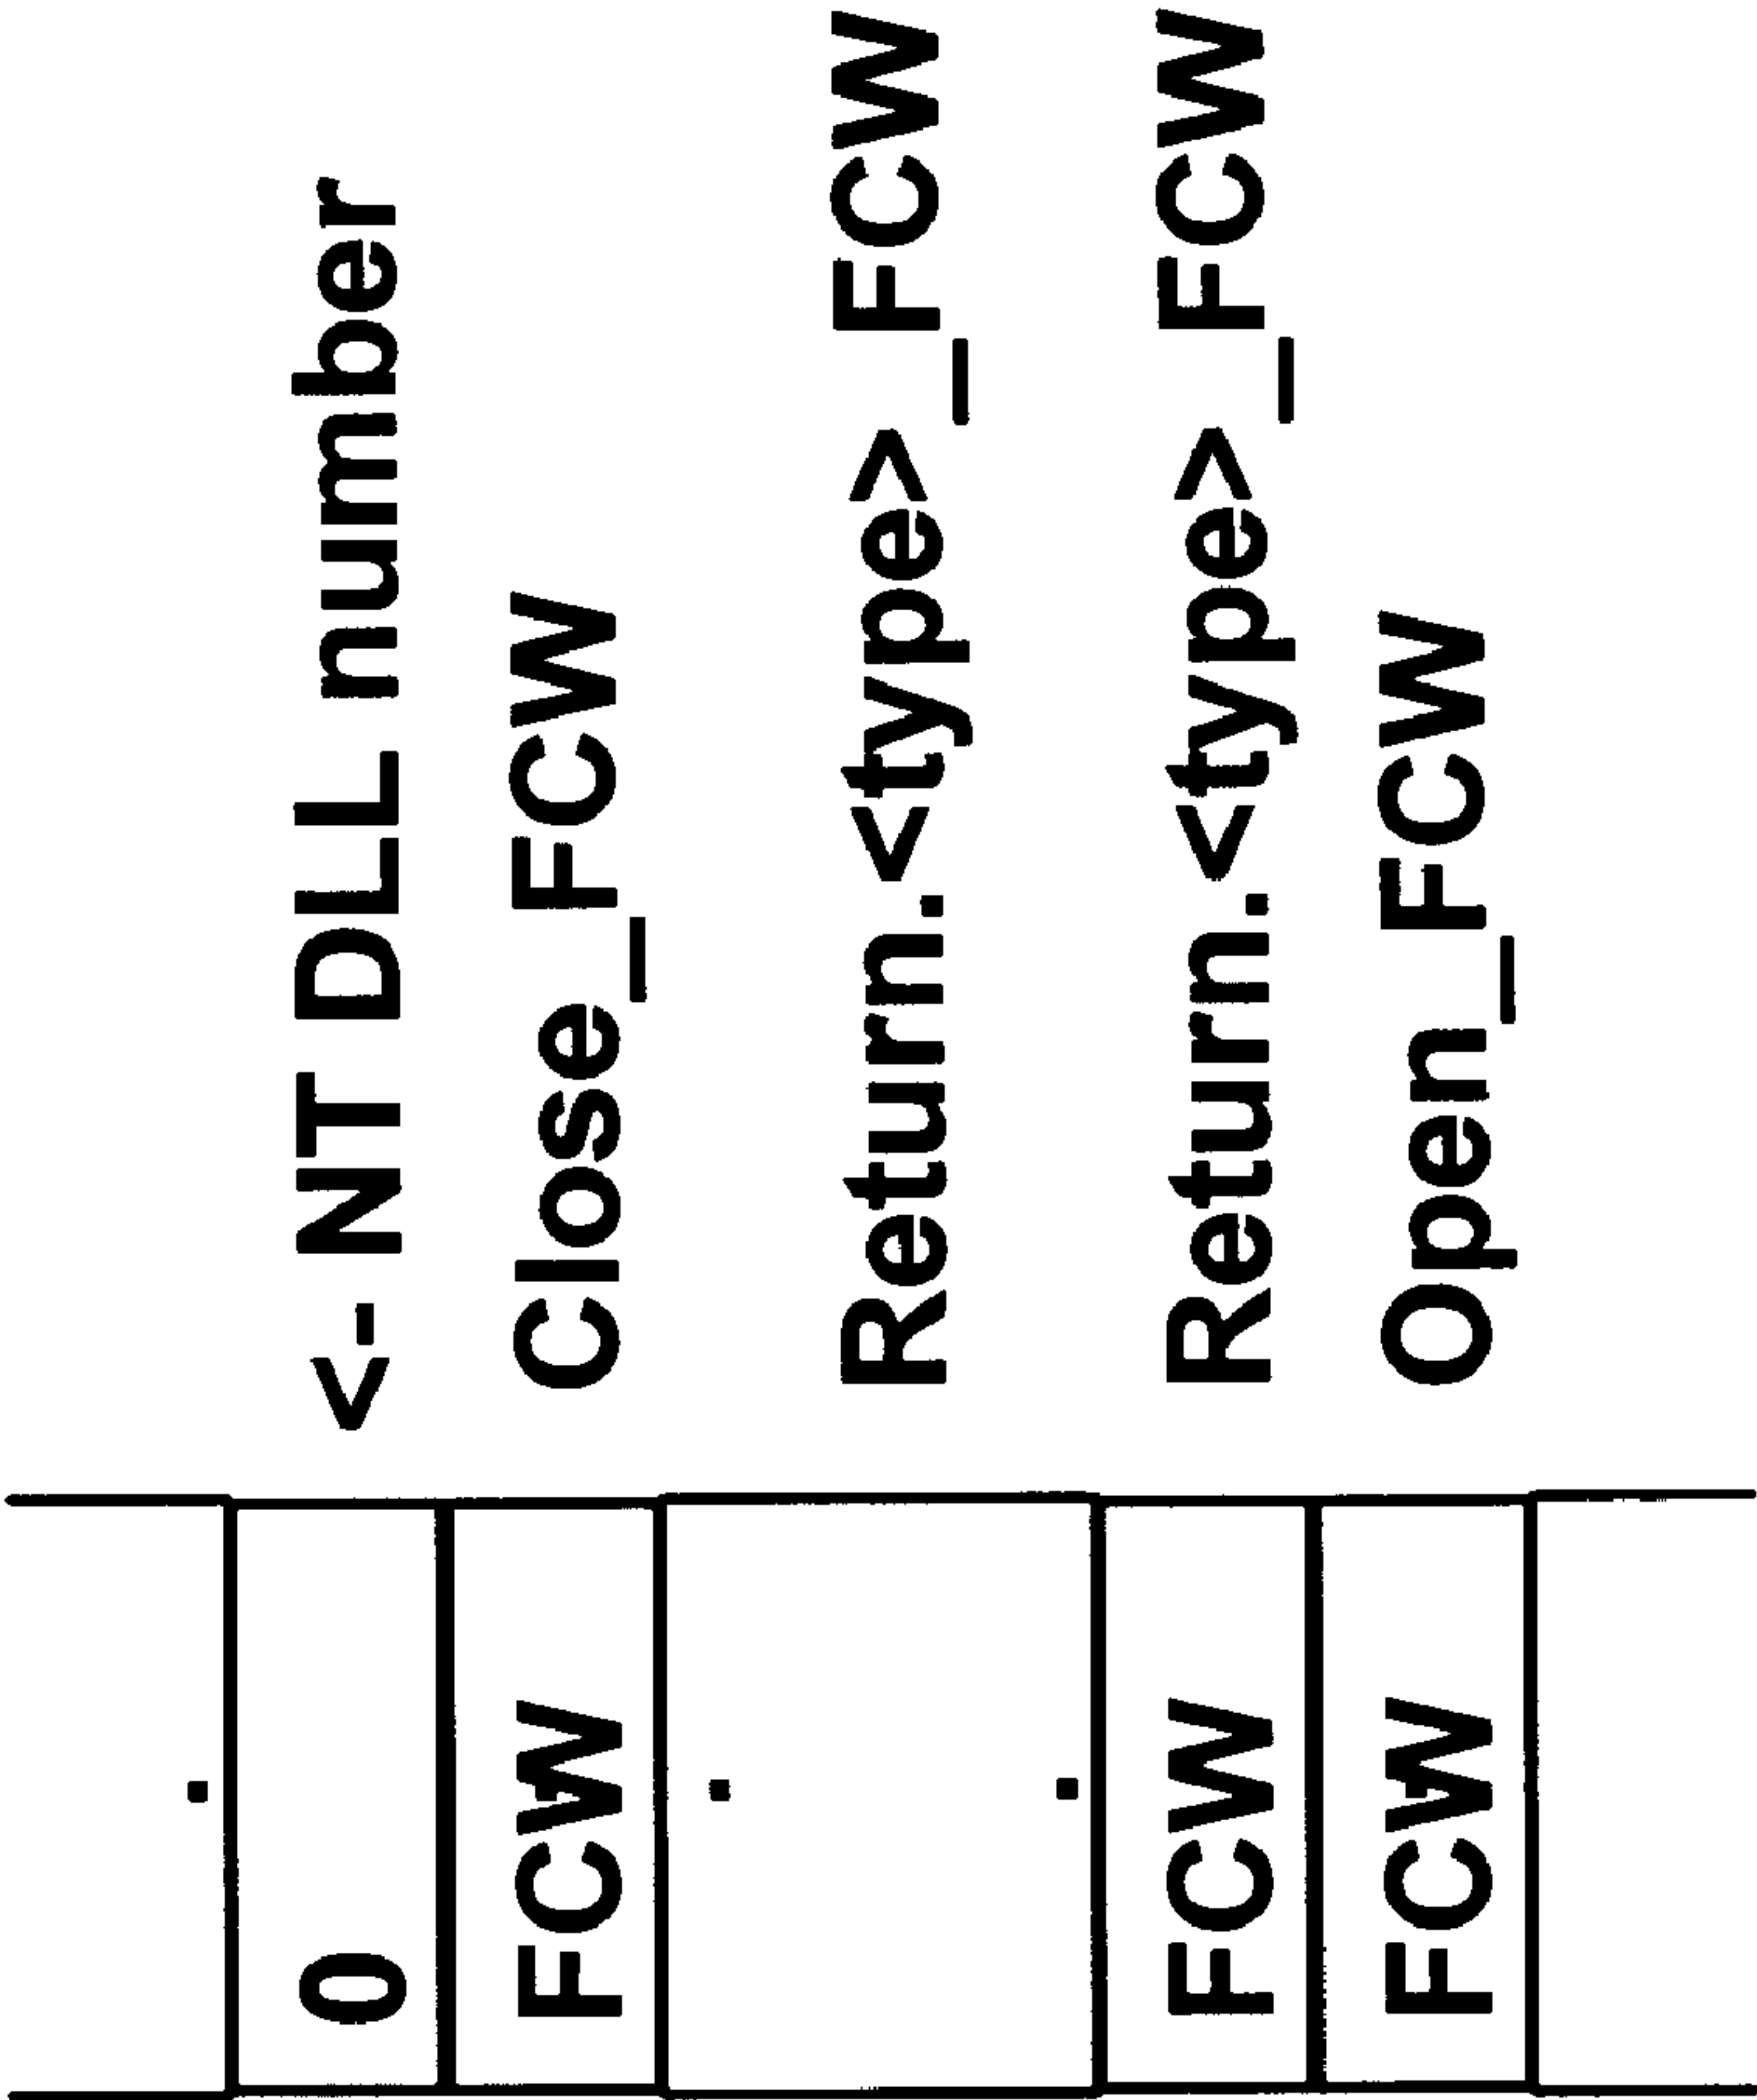 .
0 <- NT DLL number
FCW Close_FCW
.
Return.<type>_FCW
.
FCW Return.<type>_FCW
FCW Open_FCW